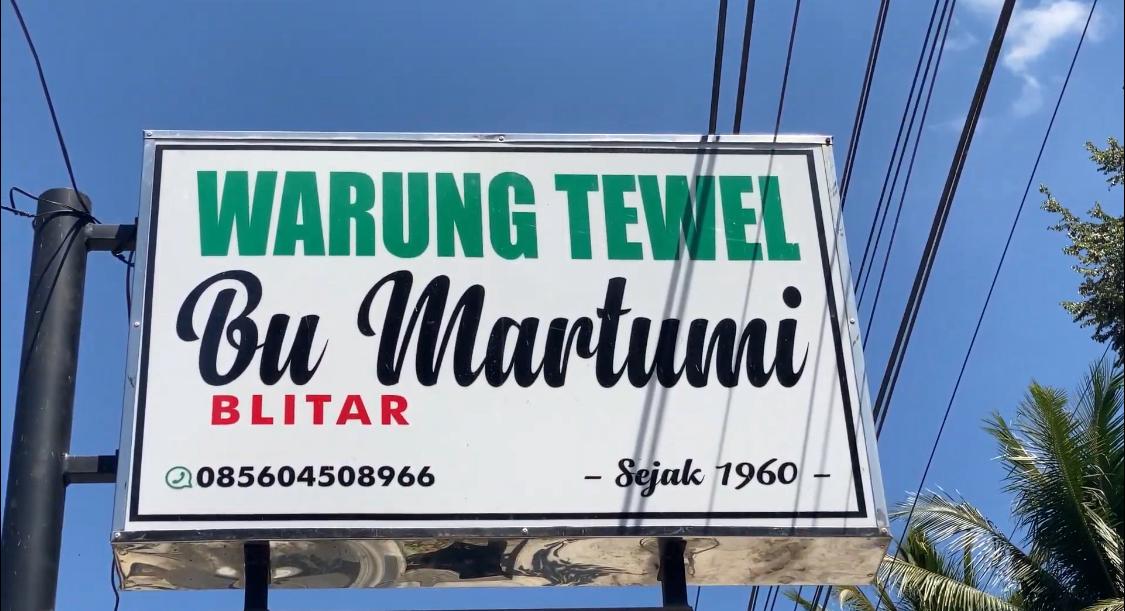 WARUNG TEWEL
Bu Martumi
BLITAR
085604508966
- Sejak 1960 -